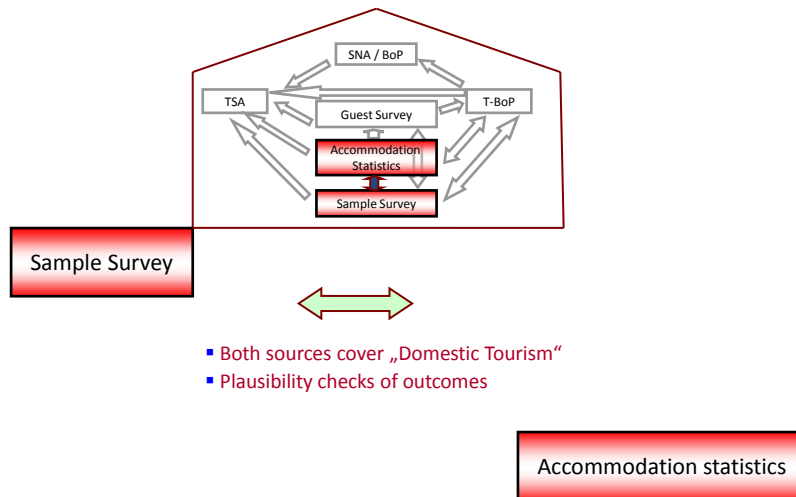 SNA / BoP
TSA
T-BoP
Guest Survey
Accommodation
Statistics
Sample Survey
Sample Survey
Both sources cover „Domestic Tourism“
Plausibility checks of outcomes
Accommodation statistics